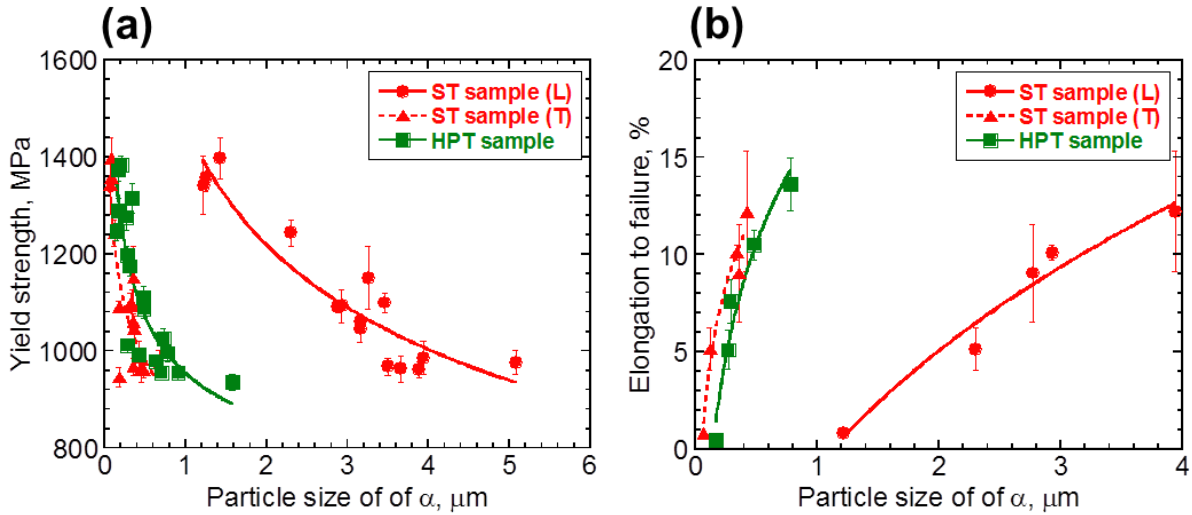 (a)
1600
1400
1200
1000
800
0
1
2
3
4
5
6
Yield strength, MPa
Particle size of of α, μm
ST sample (L)
ST sample (T)
HPT sample
(b)
20
15
10
5
0
0
1
2
3
4
Elongation to failure, %
Particle size of of α, μm
ST sample (L)
ST sample (T)
HPT sample